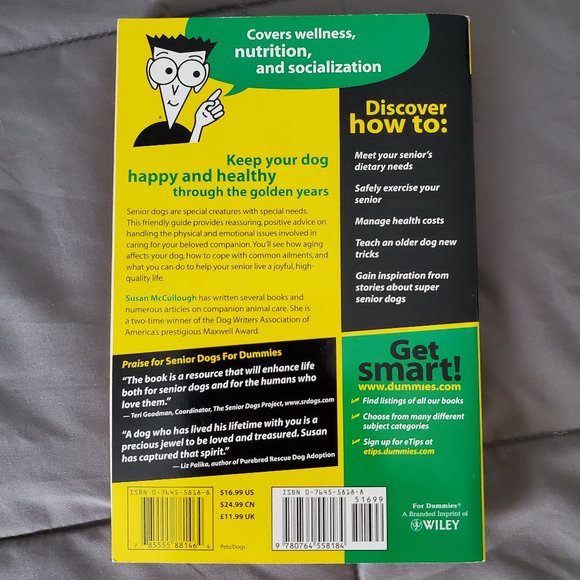 Covers wellness,
nutrition,
and socialization
Discover
how to:
Meet your senior's
dietary needs
Safely exercise your
senior
Manage health costs
Teach an older dog new
tricks
Gain inspiration from
stories about super
senior dogs
Keep your dog
happy and healthy
through the golden years
Senior dogs are special creatures with special needs.
This friendly guide provides reassuring, positive advice on
handling the physical and emotional issues involved in
caring for your beloved companion. You'll see how aging
affects your dog, how to cope with common ailments, and
what you can do to help your senior live a joyful, high-
quality life.
Susan McCullough has written several books and
numerous articles on companion animal care. She is
a two-time winner of the Dog Writers Association of
America's prestigious Maxwell Award.
Praise for Senior Dogs For Dummies
"The book is a resource that will enhance life
both for senior dogs and for the humans who
love them."
— Teri Goodman, Coordinator, The Senior Dogs Project, www.srdogs.com
"A dog who has lived his lifetime with you is a
precious jewel to be loved and treasured. Susan
has captured that spirit."
— Liz Palika, author of Purebred Rescue Dog Adoption
Get
smart!
www.dummies.com
Find listings of all our books
Choose from many different
subject categories
Sign up for eTips at
etips.dummies.com
ISBN 0-7645-5818-8
7 85555 88146 4
$16.99 US
$24.99 CN
£11.99 UK
Pets/Dogs
ISBN 0-7645-5818-8
51699
9 780764 558184
For Dummies®
A Branded Imprint of
WILEY